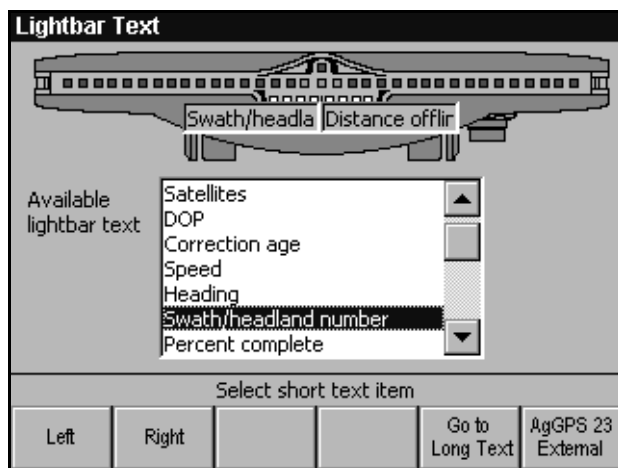 Lightbar Text
Swath/headla Distance offlin
Available
lightbar text
Satellites
DOP
Correction age
Speed
Heading
Swath/headland number
Percent complete
Select short text item
Left
Right
Go to
Long Text
AgGPS 23
External